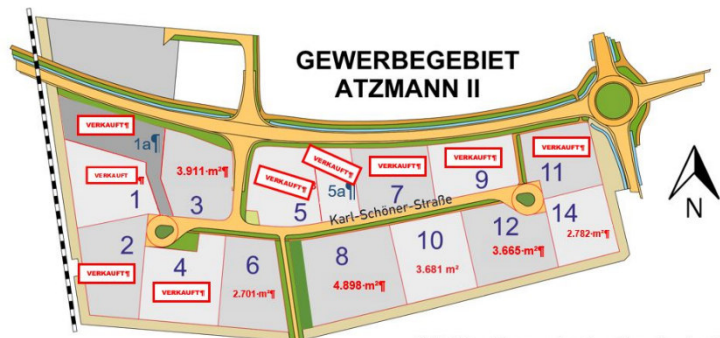 GEWERBEGEBIET
ATZMANN II
VERKAUFT¶
1a¶
3.911·m²¶
VERKAUFT
¶
1
3
VERKAUFT¶
VERKAUFT¶
5
5a¶
VERKAUFT¶
7
VERKAUFT¶
9
VERKAUFT¶
11
Karl-Schöner-Straße
N
2
VERKAUFT¶
4
VERKAUFT¶
6
2.701·m²¶
8
4.898·m²¶
10
3.681 m²
12
3.665·m²¶
14
2.782·m²¶